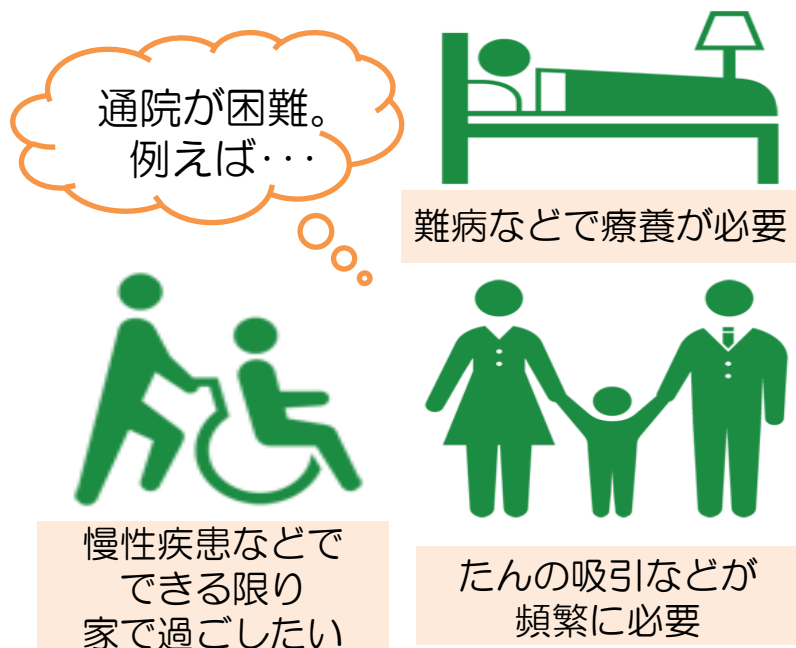 通院が困難。
例えば･･･
難病などで療養が必要
慢性疾患などで
できる限り
家で過ごしたい
たんの吸引などが
頻繁に必要